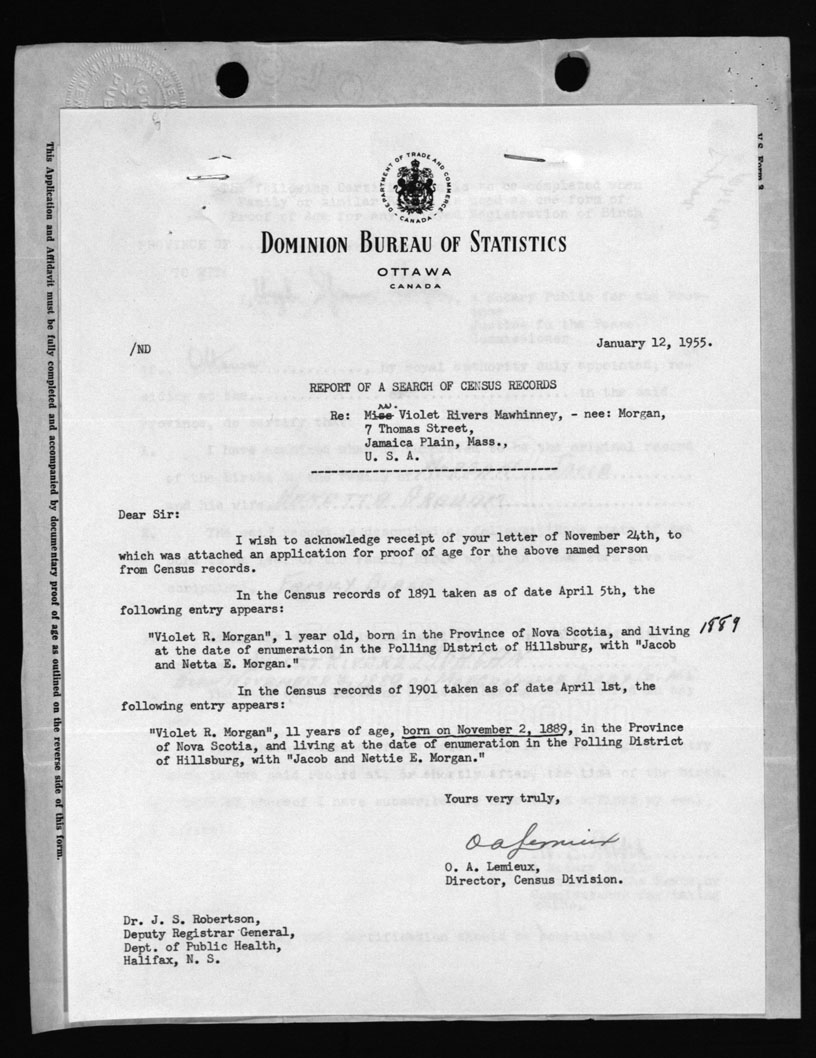 DEPARTMENT OF TRADE AND COMMERCE
CANADA
DOMINION BUREAU OF STATISTICS
OTTAWA
CANADA
/ND
January 12, 1955.
REPORT OF A SEARCH OF CENSUS RECORDS
Re: Miss Violet Rivers Mawhinney, - nee: Morgan,
7 Thomas Street,
Jamaica Plain, Mass.,
U. S. A.
Dear Sir:
I wish to acknowledge receipt of your letter of November 24th, to
which was attached an application for proof of age for the above named person
from Census records.
In the Census records of 1891 taken as of date April 5th, the
following entry appears:
"Violet R. Morgan", 1 year old, born in the Province of Nova Scotia, and living 1889
at the date of enumeration in the Polling District of Hillsburg, with "Jacob
and Netta E. Morgan."
In the Census records of 1901 taken as of date April 1st, the
following entry appears:
"Violet R. Morgan", 11 years of age, born on November 2, 1889, in the Province
of Nova Scotia, and living at the date of enumeration in the Polling District
of Hillsburg, with "Jacob and Nettie E. Morgan."
Yours very truly,
O A Lemieux
O. A. Lemieux,
Director, Census Division.
Dr. J. S. Robertson,
Deputy Registrar General,
Dept. of Public Health,
Halifax, N. S.
This Application and Affidavit must be fully completed and accompanied by documentary proof of age as outlined on the reverse side of this form.